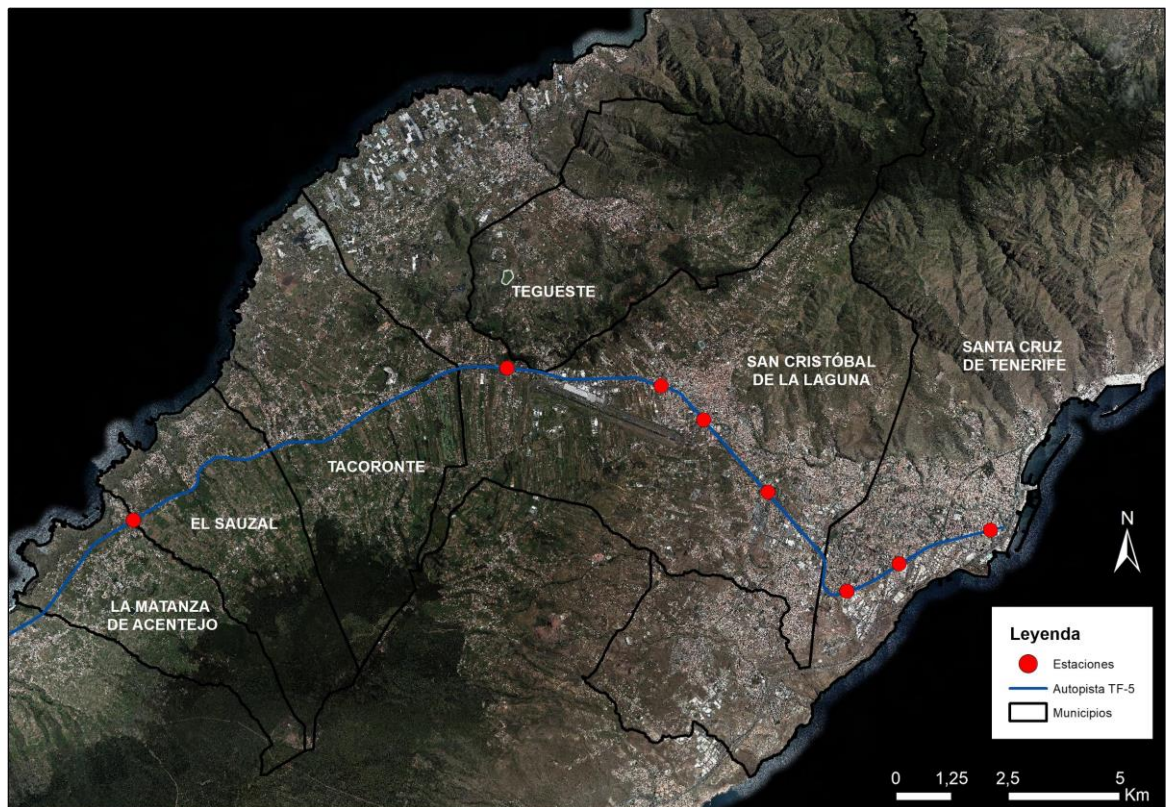 TEGUESTE
SAN CRISTÓBAL
DE LA LAGUNA
SANTA CRUZ
DE TENERIFE
TACORONTE
EL SAUZAL
LA MATANZA
DE ACENTEJO
N
Leyenda
Estaciones
Autopista TF-5
Municipios
0 1,25 2,5 5
Km